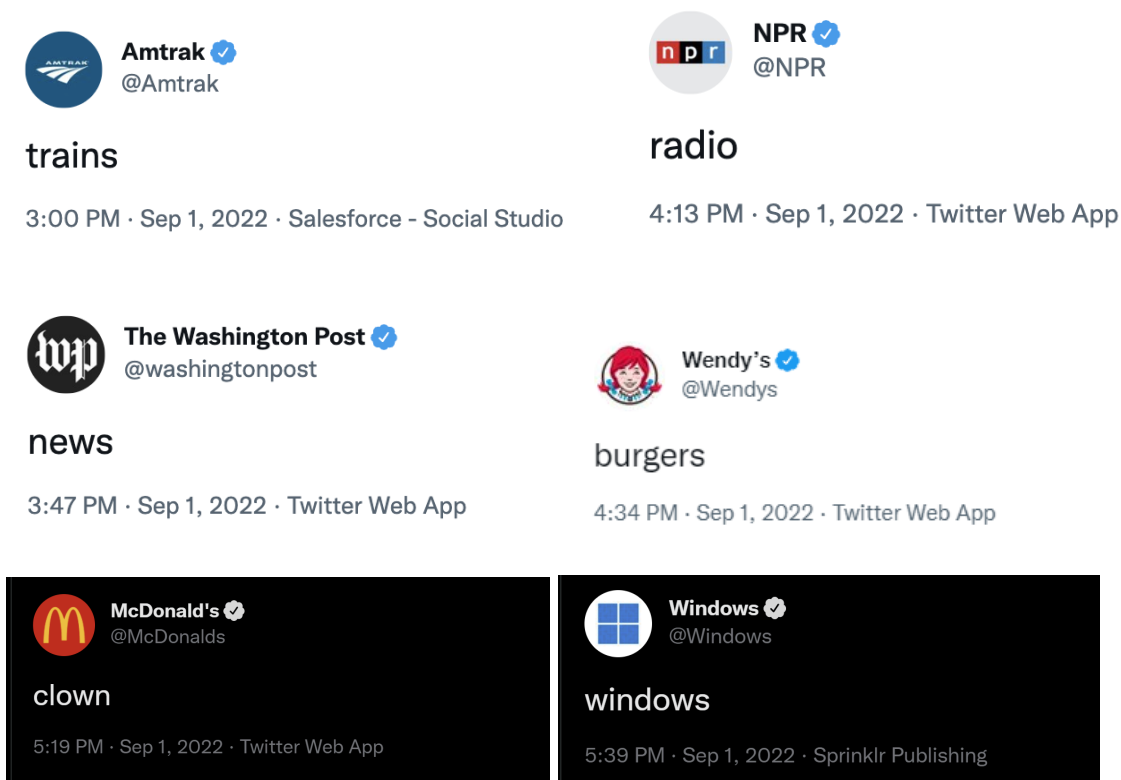 Amtrak
@Amtrak
trains
3:00 PM · Sep 1, 2022 · Salesforce - Social Studio
NPR
@NPR
radio
4:13 PM · Sep 1, 2022 · Twitter Web App
The Washington Post
@washingtonpost
news
3:47 PM · Sep 1, 2022 · Twitter Web App
Wendy's
@Wendys
burgers
4:34 PM · Sep 1, 2022 · Twitter Web App
McDonald's
@McDonalds
clown
5:19 PM · Sep 1, 2022 · Twitter Web App
Windows
@Windows
windows
5:39 PM · Sep 1, 2022 · Sprinklr Publishing
AMTRAK
npr
wp